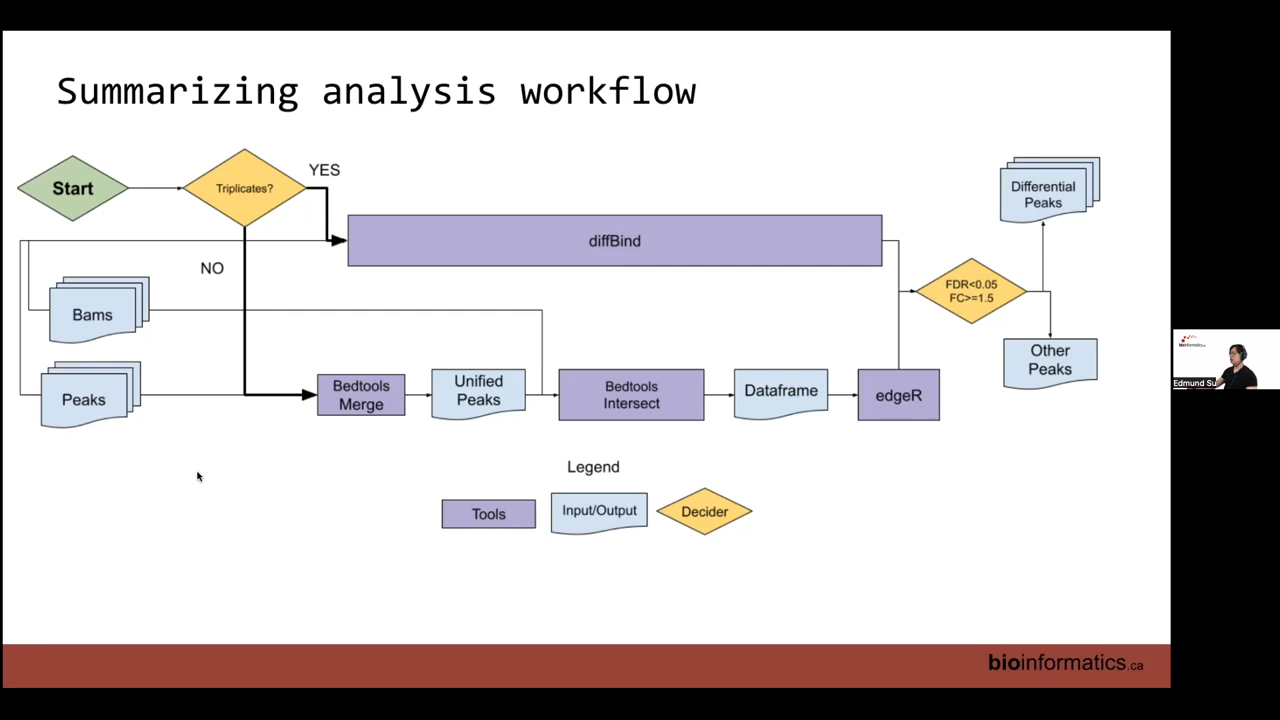 Summarizing analysis workflow
Start
Triplicates?
YES
NO
diffBind
Bams
Peaks
Bedtools
Merge
Unified
Peaks
Bedtools
Intersect
Dataframe
edgeR
FDR<0.05
FC>=1.5
Differential
Peaks
Other
Peaks
Legend
Tools
Input/Output
Decider
bioinformatics.ca
Edmund Su